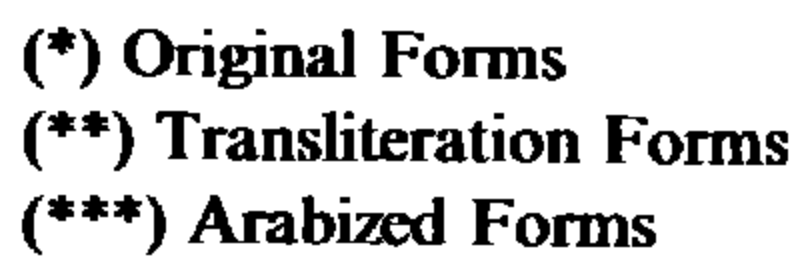 (*) Original Forms
(**) Transliteration Forms
(***) Arabized Forms